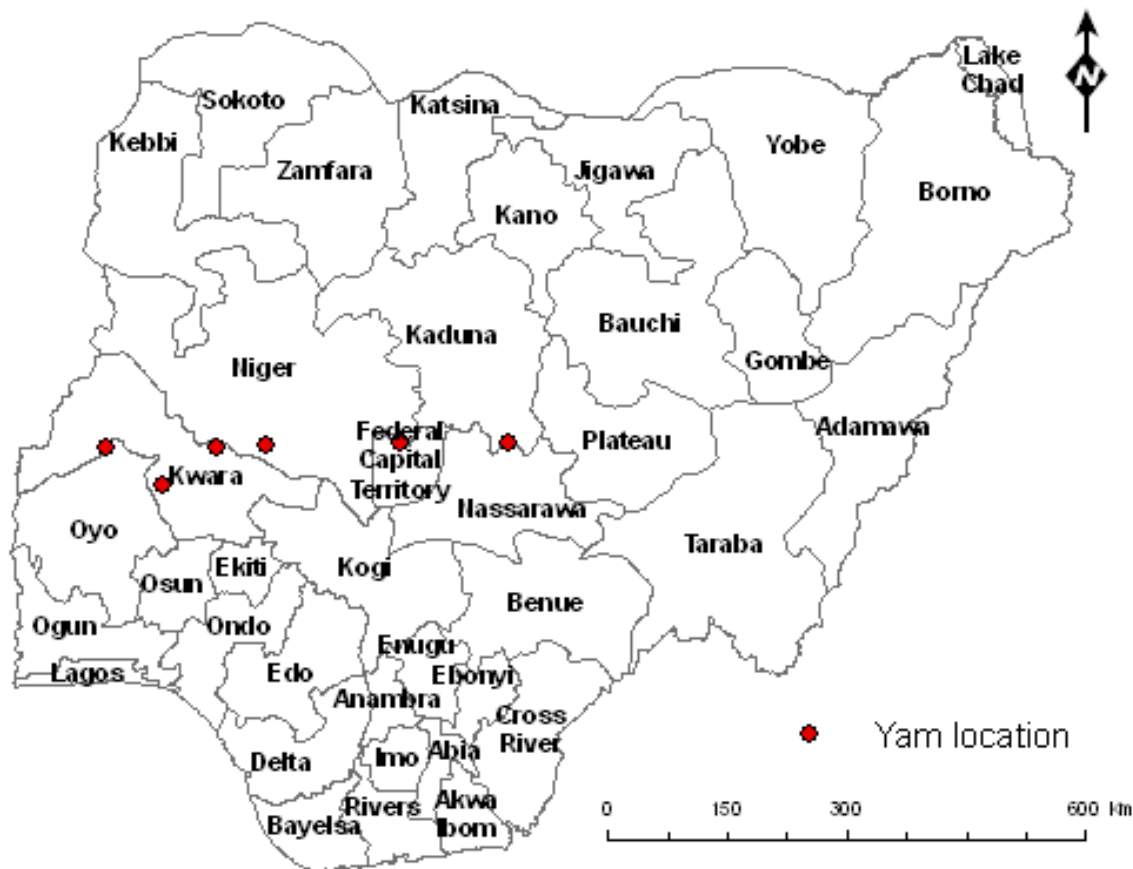 Lake
Chad
N
Sokoto
Katsina
Kebbi
Yobe
Zamfara
Jigawa
Borno
Kano
Bauchi
Kaduna
Gombe
Niger
Adamawa
Federal
Capital
Territory
Plateau
Kwara
Nassarawa
Oyo
Taraba
Ekiti
Kogi
Osun
Benue
Ogun
Ondo
Enugu
Lagos
Edo
Ebonyi
Anambra
Cross
River
Yam location
Delta
Imo
Abia
Rivers
Akwa
Ibom
Bayelsa
0 150 300 600 Km